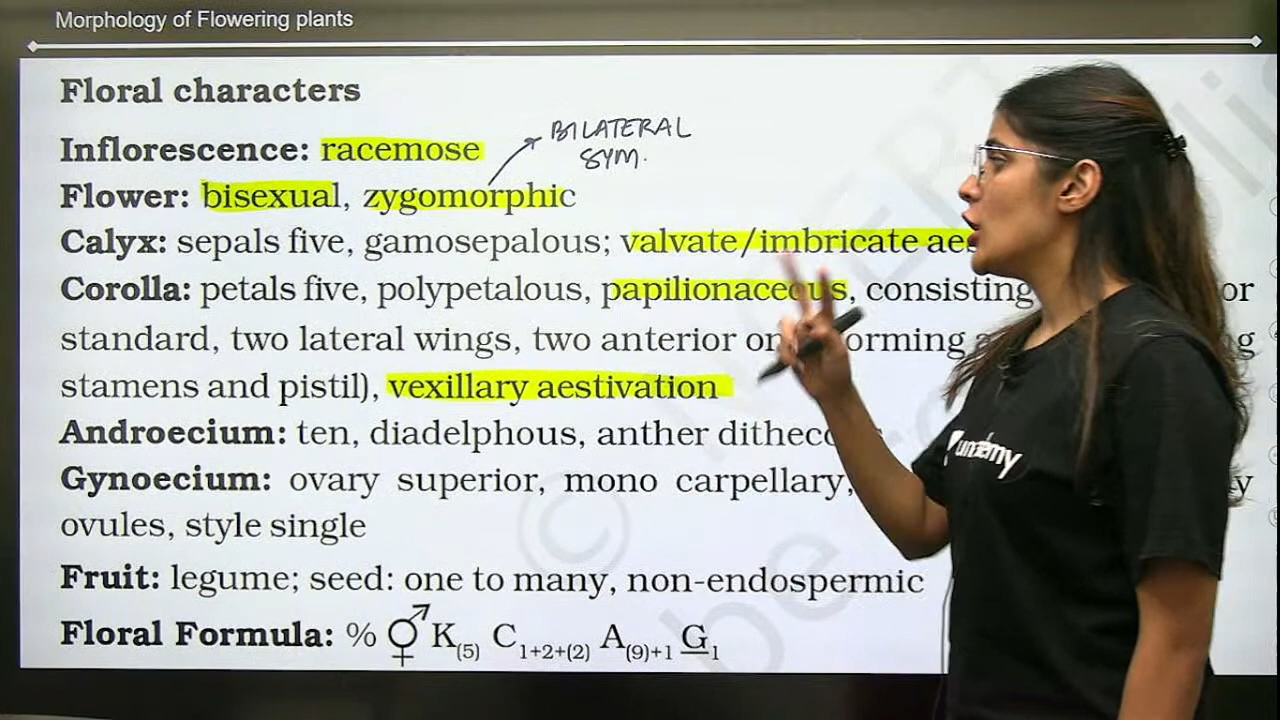 Morphology of Flowering plants
Floral characters
BILATERAL
SYM.
Inflorescence: racemose
Flower: bisexual, zygomorphic
Calyx: sepals five, gamosepalous; valvate/imbricate
Corolla: petals five, polypetalous, papilionaceous, consisting or
standard, two lateral wings, two anterior
stamens and pistil), vexillary aestivation
Androecium: ten, diadelphous, anther
Gynoecium: ovary superior, mono carpellary,
ovules, style single
Fruit: legume; seed: one to many, non-endospermic
Floral Formula: % ⚥ K(5) C1+2+(2) A(9)+1 G1
unacademy